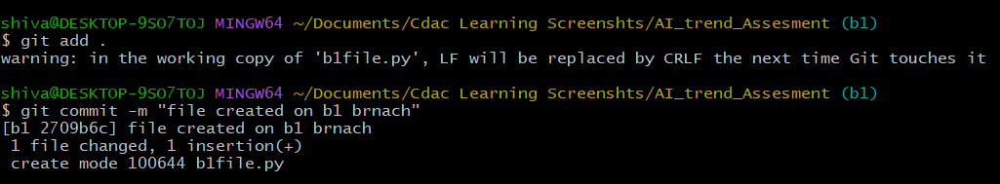 shiva@DESKTOP-9SO7TOJ MINGW64 ~/Documents/Cdac Learning Screenshts/AI_trend_Assesment (b1)
$ git add .
warning: in the working copy of 'b1file.py', LF will be replaced by CRLF the next time Git touches it
shiva@DESKTOP-9SO7TOJ MINGW64 ~/Documents/Cdac Learning Screenshts/AI_trend_Assesment (b1)
$ git commit -m "file created on b1 brnach"
[b1 2709b6c] file created on b1 brnach
 1 file changed, 1 insertion(+)
 create mode 100644 b1file.py